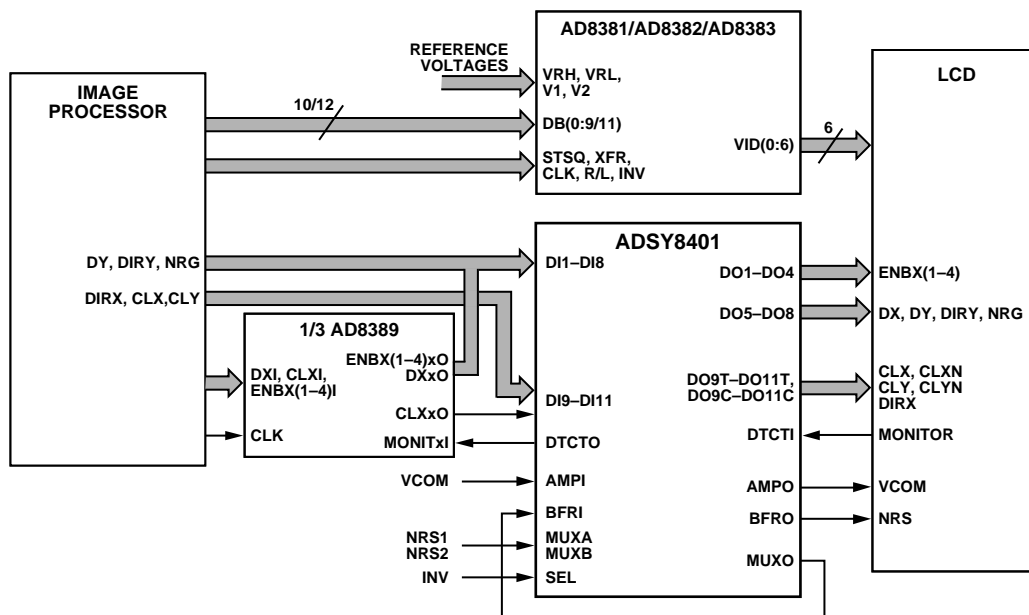 IMAGE
PROCESSOR
REFERENCE
VOLTAGES
10/12
AD8381/AD8382/AD8383
VRH, VRL,
V1, V2
DB(0:9/11)
STSQ, XFR,
CLK, R/L, INV
VID(0:6)
6
LCD
DY, DIRY, NRG
DIRX, CLX,CLY
1/3 AD8389
DXI, CLXI,
ENBX(1–4)I
CLK
ENBX(1–4)xO
DXxO
CLXxO
MONITxI
ADSY8401
DI1–DI8
DI9–DI11
DTCTO
AMPI
BFRI
MUXA
MUXB
SEL
VCOM
NRS1
NRS2
INV
DO1–DO4
DO5–DO8
DO9T–DO11T,
DO9C–DO11C
DTCTI
AMPO
BFRO
MUXO
ENBX(1–4)
DX, DY, DIRY, NRG
CLX, CLXN
CLY, CLYN
DIRX
MONITOR
VCOM
NRS